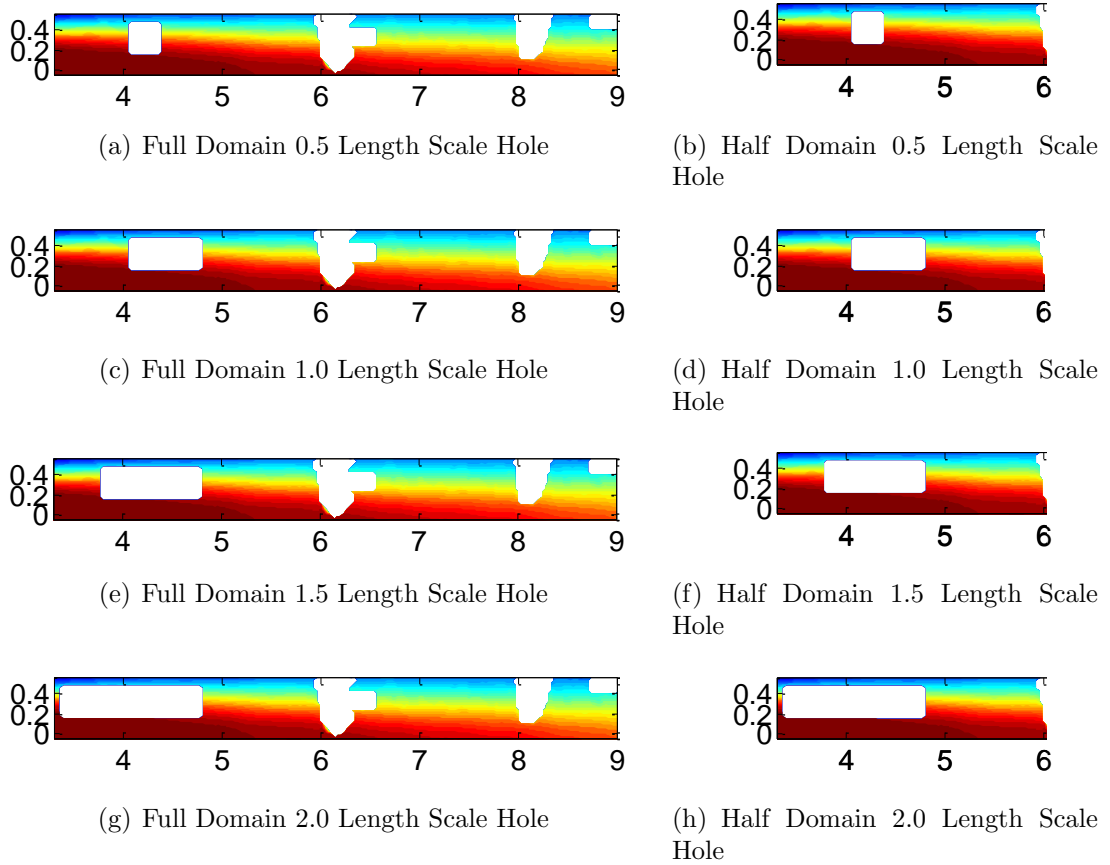 0.4
0.2
0
4 5 6 7 8 9
(a) Full Domain 0.5 Length Scale Hole
0.4
0.2
0
4 5 6
(b) Half Domain 0.5 Length Scale
Hole
0.4
0.2
0
4 5 6 7 8 9
(c) Full Domain 1.0 Length Scale Hole
0.4
0.2
0
4 5 6
(d) Half Domain 1.0 Length Scale
Hole
0.4
0.2
0
4 5 6 7 8 9
(e) Full Domain 1.5 Length Scale Hole
0.4
0.2
0
4 5 6
(f) Half Domain 1.5 Length Scale
Hole
0.4
0.2
0
4 5 6 7 8 9
(g) Full Domain 2.0 Length Scale Hole
0.4
0.2
0
4 5 6
(h) Half Domain 2.0 Length Scale
Hole